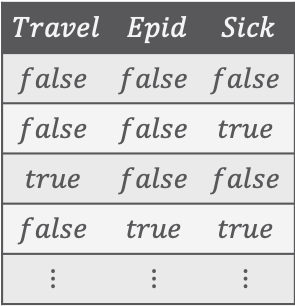 Travel Epid Sick
false false false
false false true
true false false
false true true
⋮ ⋮ ⋮